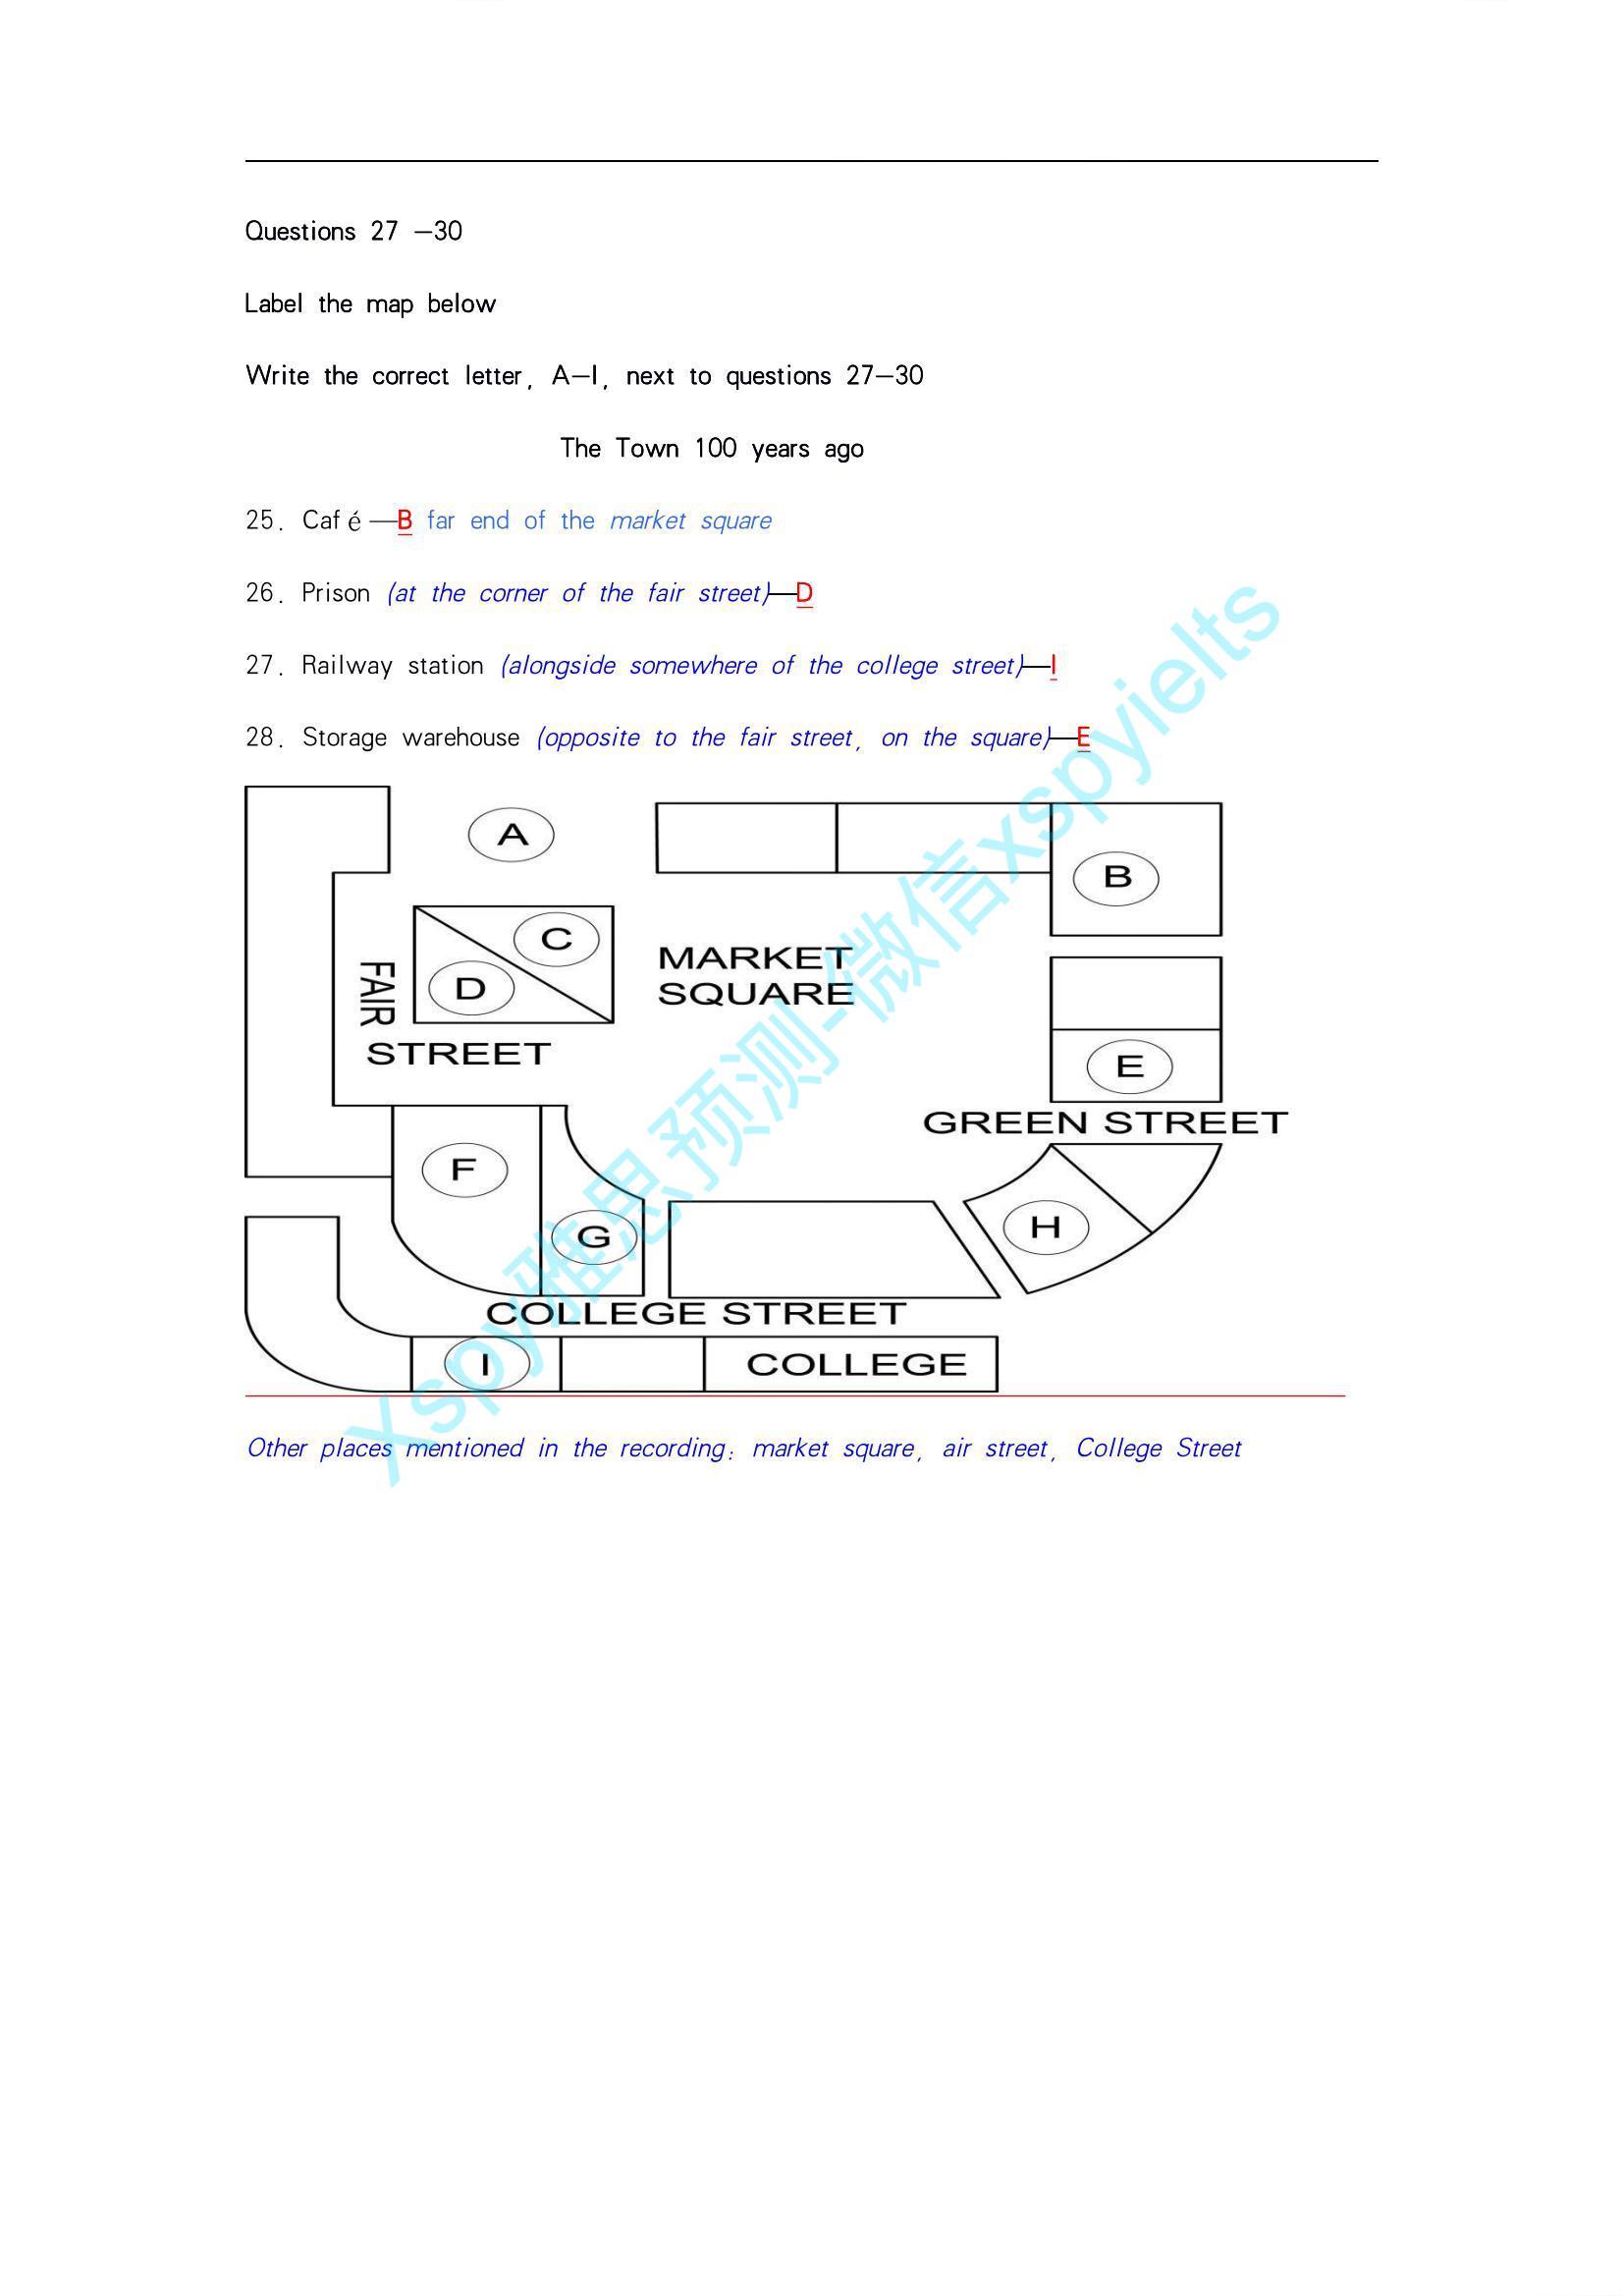 Questions 27 –30
Label the map below
Write the correct letter, A–I, next to questions 27–30
The Town 100 years ago
25. Café —B far end of the market square
26. Prison (at the corner of the fair street)—D
27. Railway station (alongside somewhere of the college street)—I
28. Storage warehouse (opposite to the fair street, on the square)—E
A
B
C
D
MARKET
SQUARE
FAIR
STREET
E
GREEN STREET
F
G
H
COLLEGE STREET
I
COLLEGE
Other places mentioned in the recording: market square, air street, College Street
xspy雅思预测-微信xspyielts